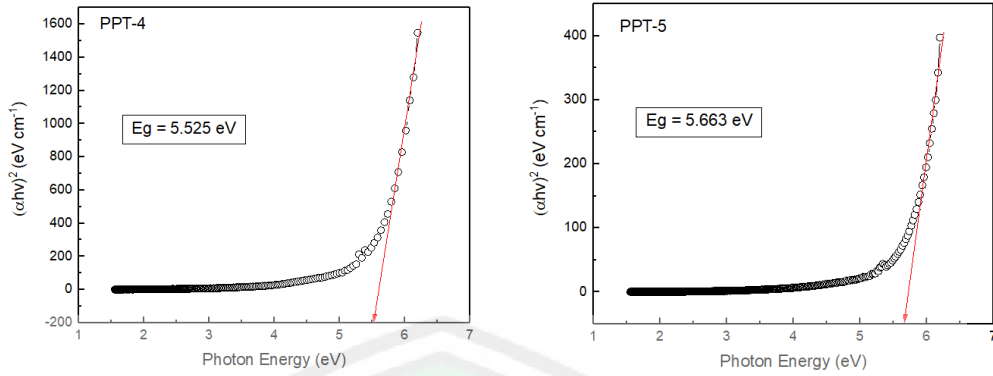 PPT-4
1600
1400
1200
1000
800
600
400
200
0
-200
(αhν)² (eV cm⁻¹)
Eg = 5.525 eV
1 2 3 4 5 6 7
Photon Energy (eV)
PPT-5
400
300
200
100
0
(αhν)² (eV cm⁻¹)
Eg = 5.663 eV
1 2 3 4 5 6 7
Photon Energy (eV)